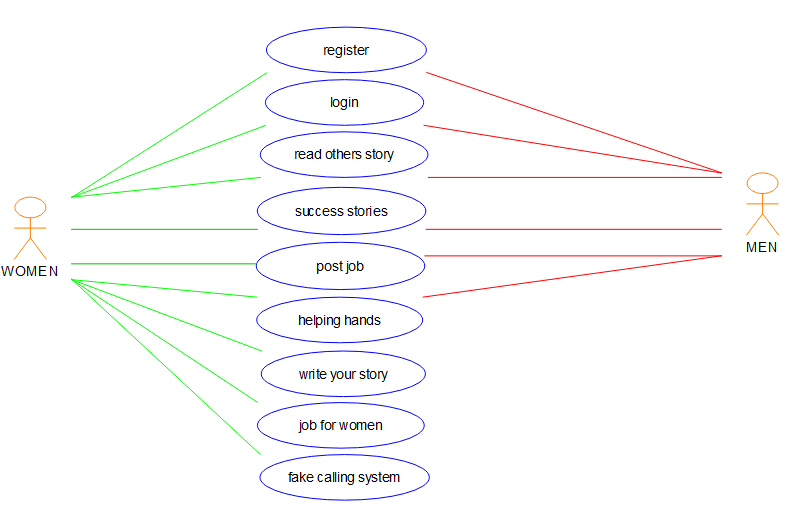 register
login
read others story
success stories
post job
helping hands
write your story
job for women
fake calling system
WOMEN
MEN